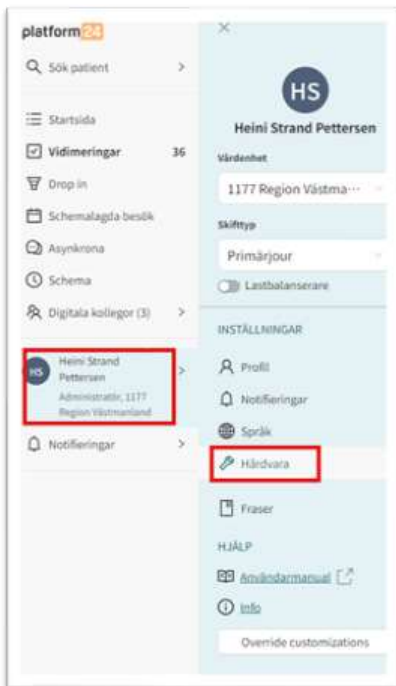 platform24
Sök patient
Startsida
Vidimeringar 36
Drop in
Schemalagda besök
Asynkrona
Schema
Digitala kollegor (3)
HS
Heini Strand
Pettersen
Administratör, 1177
Region Västmanland
Notifieringar
HS
Heini Strand Pettersen
Vårdenhet
1177 Region Västma···
Skifttyp
Primärjour
Lastbalanserare
INSTÄLLNINGAR
Profil
Notifieringar
Språk
Hårdvara
Fraser
HJÄLP
Användarmanual
Info
Override customizations